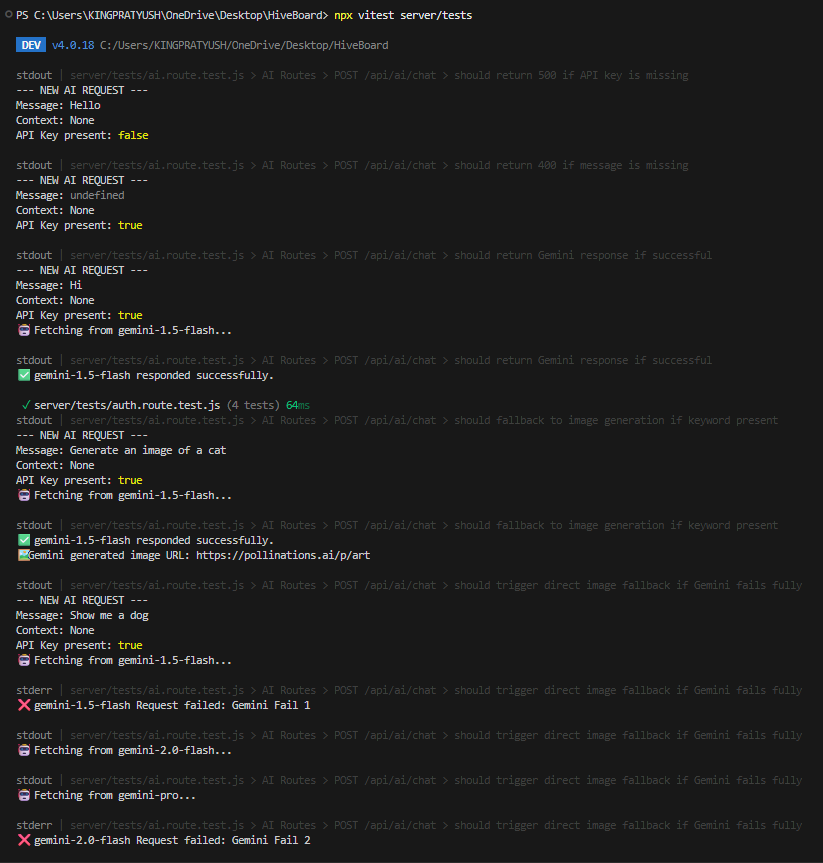 PS C:\Users\KINGPRATYUSH\OneDrive\Desktop\HiveBoard> npx vitest server/tests
DEV v4.0.18 C:/Users/KINGPRATYUSH/OneDrive/Desktop/HiveBoard
stdout | server/tests/ai.route.test.js > AI Routes > POST /api/ai/chat > should return 500 if API key is missing
--- NEW AI REQUEST ---
Message: Hello
Context: None
API Key present: false
stdout | server/tests/ai.route.test.js > AI Routes > POST /api/ai/chat > should return 400 if message is missing
--- NEW AI REQUEST ---
Message: undefined
Context: None
API Key present: true
stdout | server/tests/ai.route.test.js > AI Routes > POST /api/ai/chat > should return Gemini response if successful
--- NEW AI REQUEST ---
Message: Hi
Context: None
API Key present: true
🤖 Fetching from gemini-1.5-flash...
stdout | server/tests/ai.route.test.js > AI Routes > POST /api/ai/chat > should return Gemini response if successful
✅ gemini-1.5-flash responded successfully.
✓ server/tests/auth.route.test.js (4 tests) 64ms
stdout | server/tests/ai.route.test.js > AI Routes > POST /api/ai/chat > should fallback to image generation if keyword present
--- NEW AI REQUEST ---
Message: Generate an image of a cat
Context: None
API Key present: true
🤖 Fetching from gemini-1.5-flash...
stdout | server/tests/ai.route.test.js > AI Routes > POST /api/ai/chat > should fallback to image generation if keyword present
✅ gemini-1.5-flash responded successfully.
🖼️Gemini generated image URL: https://pollinations.ai/p/art
stdout | server/tests/ai.route.test.js > AI Routes > POST /api/ai/chat > should trigger direct image fallback if Gemini fails fully
--- NEW AI REQUEST ---
Message: Show me a dog
Context: None
API Key present: true
🤖 Fetching from gemini-1.5-flash...
stderr | server/tests/ai.route.test.js > AI Routes > POST /api/ai/chat > should trigger direct image fallback if Gemini fails fully
❌ gemini-1.5-flash Request failed: Gemini Fail 1
stdout | server/tests/ai.route.test.js > AI Routes > POST /api/ai/chat > should trigger direct image fallback if Gemini fails fully
🤖 Fetching from gemini-2.0-flash...
stdout | server/tests/ai.route.test.js > AI Routes > POST /api/ai/chat > should trigger direct image fallback if Gemini fails fully
🤖 Fetching from gemini-pro...
stderr | server/tests/ai.route.test.js > AI Routes > POST /api/ai/chat > should trigger direct image fallback if Gemini fails fully
❌ gemini-2.0-flash Request failed: Gemini Fail 2